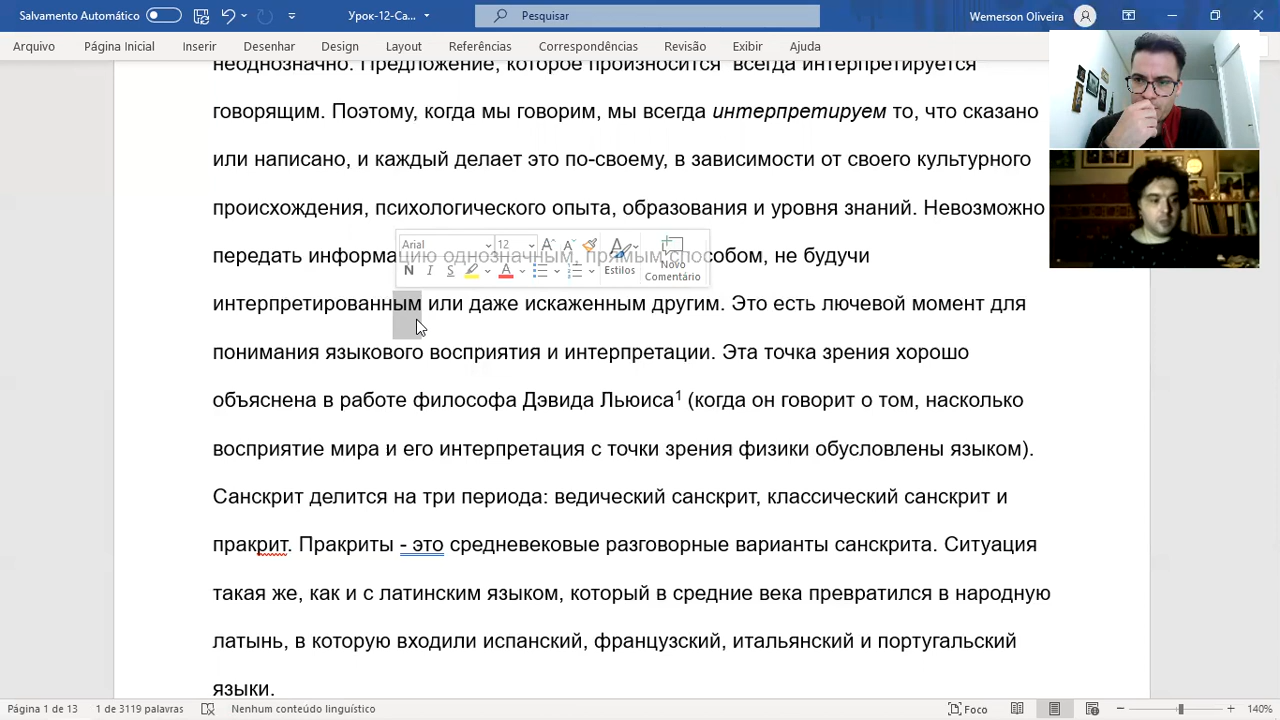 Salvamento Automático
Урок-12-Са...
Pesquisar
Wemerson Oliveira
Arquivo Página Inicial Inserir Desenhar Design Layout Referências Correspondências Revisão Exibir Ajuda
неоднозначно. Предложение, которое произносится всегда интерпретируется
говорящим. Поэтому, когда мы говорим, мы всегда интерпретируем то, что сказано
или написано, и каждый делает это по-своему, в зависимости от своего культурного
происхождения, психологического опыта, образования и уровня знаний. Невозможно
Arial 12
N I S
Estilos
Novo
Comentário
передать информацию однозначным, прямым способом, не будучи
интерпретированным или даже искаженным другим. Это есть лючевой момент для
понимания языкового восприятия и интерпретации. Эта точка зрения хорошо
объяснена в работе философа Дэвида Льюиса¹ (когда он говорит о том, насколько
восприятие мира и его интерпретация с точки зрения физики обусловлены языком).
Санскрит делится на три периода: ведический санскрит, классический санскрит и
пракрит. Пракриты - это средневековые разговорные варианты санскрита. Ситуация
такая же, как и с латинским языком, который в средние века превратился в народную
латынь, в которую входили испанский, французский, итальянский и португальский
языки.
Página 1 de 13 1 de 3119 palavras Nenhum conteúdo linguístico Foco 140%